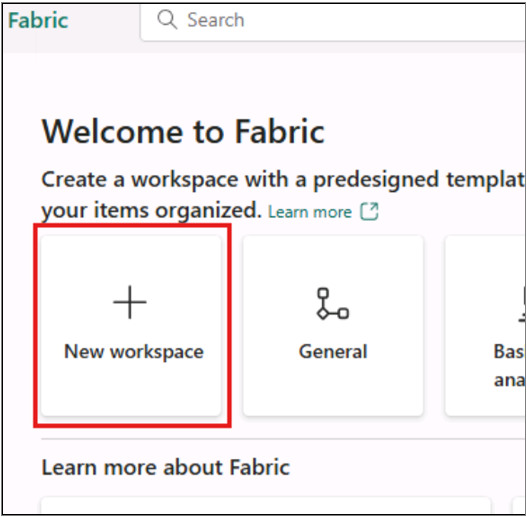 Fabric
Search
Welcome to Fabric
Create a workspace with a predesigned templat
your items organized. Learn more
New workspace
General
Bas
ana
Learn more about Fabric